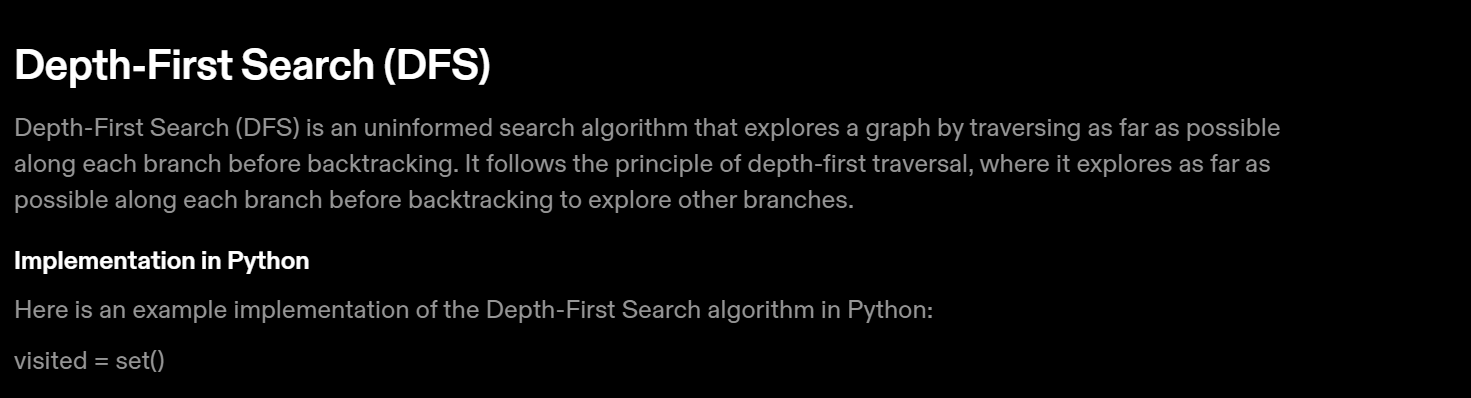 Depth-First Search (DFS)
Depth-First Search (DFS) is an uninformed search algorithm that explores a graph by traversing as far as possible
along each branch before backtracking. It follows the principle of depth-first traversal, where it explores as far as
possible along each branch before backtracking to explore other branches.
Implementation in Python
Here is an example implementation of the Depth-First Search algorithm in Python:
visited = set()